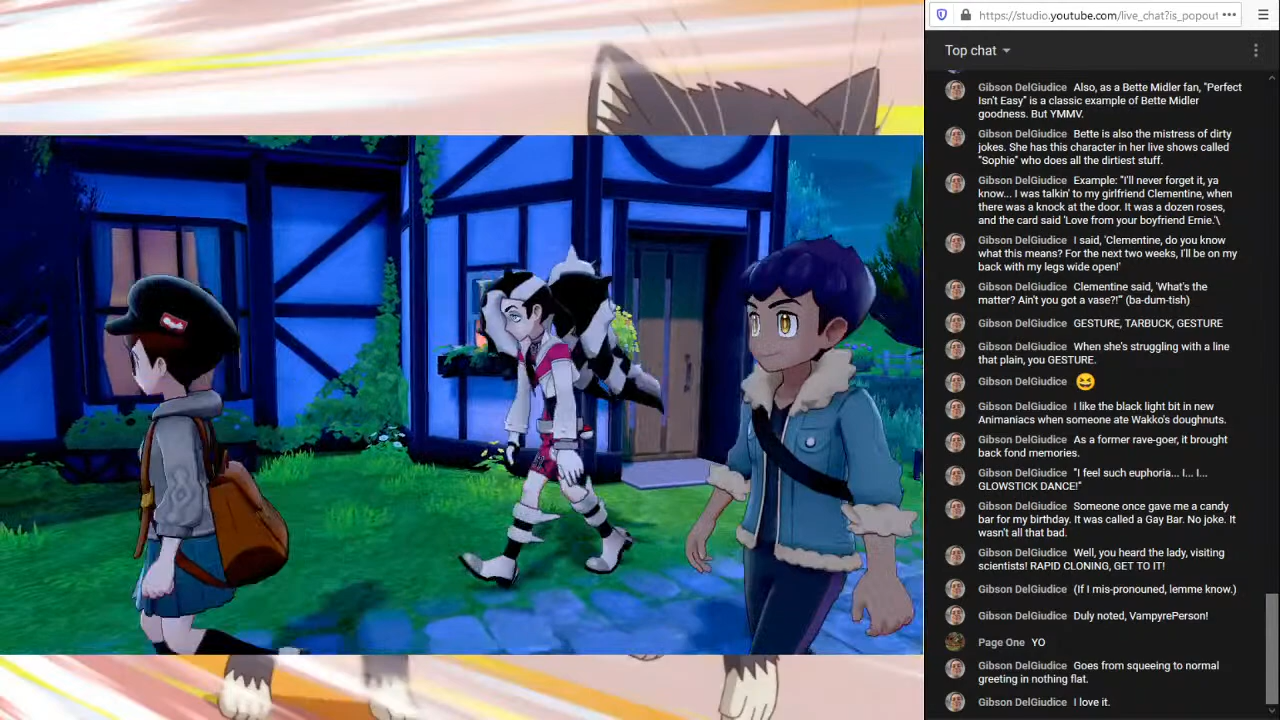 https://studio.youtube.com/live_chat?is_popout
Top chat
Gibson DelGiudice Also, as a Bette Midler fan, "Perfect
Isn't Easy" is a classic example of Bette Midler
goodness. But YMMV.
Gibson DelGiudice Bette is also the mistress of dirty
jokes. She has this character in her live shows called
"Sophie" who does all the dirtiest stuff.
Gibson DelGiudice Example: "I'll never forget it, ya
know... I was talkin' to my girlfriend Clementine, when
there was a knock at the door. It was a dozen roses,
and the card said 'Love from your boyfriend Ernie.'\
Gibson DelGiudice I said, 'Clementine, do you know
what this means? For the next two weeks, I'll be on my
back with my legs wide open!'
Gibson DelGiudice Clementine said, 'What's the
matter? Ain't you got a vase?!'" (ba-dum-tish)
Gibson DelGiudice GESTURE, TARBUCK, GESTURE
Gibson DelGiudice When she's struggling with a line
that plain, you GESTURE.
Gibson DelGiudice 😆
Gibson DelGiudice I like the black light bit in new
Animaniacs when someone ate Wakko's doughnuts.
Gibson DelGiudice As a former rave-goer, it brought
back fond memories.
Gibson DelGiudice "I feel such euphoria... I... I...
GLOWSTICK DANCE!"
Gibson DelGiudice Someone once gave me a candy
bar for my birthday. It was called a Gay Bar. No joke. It
wasn't all that bad.
Gibson DelGiudice Well, you heard the lady, visiting
scientists! RAPID CLONING, GET TO IT!
Gibson DelGiudice (If I mis-pronounced, lemme know.)
Gibson DelGiudice Duly noted, VampyrePerson!
Page One YO
Gibson DelGiudice Goes from squeeing to normal
greeting in nothing flat.
Gibson DelGiudice I love it.